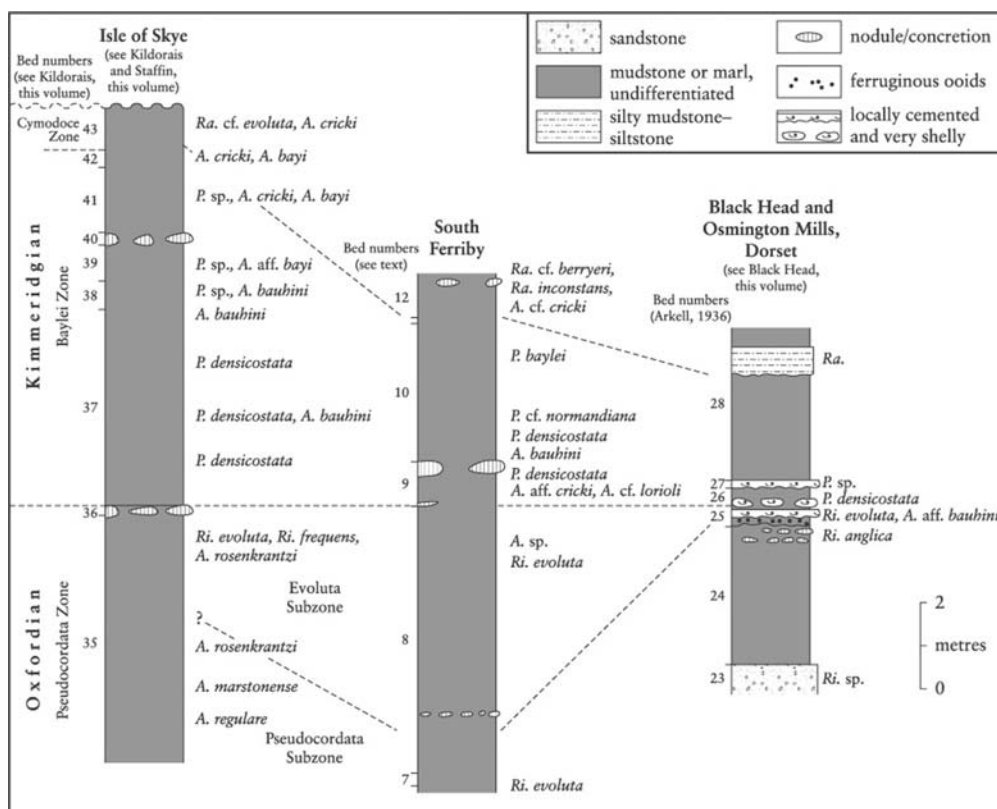 Isle of Skye
(see Kildorais
and Staffin,
this volume)
Bed numbers
(see Kildorais,
this volume)
Cymodoce
Zone
Kimmeridgian
Baylei Zone
Oxfordian
Pseudocordata Zone
43
42
41
40
39
38
37
36
35
Ra. cf. evoluta, A. cricki
A. cricki, A. bayi
P. sp., A. cricki, A. bayi
P. sp., A. aff. bayi
P. sp., A. bauhini
A. bauhini
P. densicostata
P. densicostata, A. bauhini
P. densicostata
Ri. evoluta, Ri. frequens,
A. rosenkrantzi
?
A. rosenkrantzi
A. marstonense
A. regulare
Evoluta
Subzone
Pseudocordata
Subzone
South
Ferriby
Bed numbers
(see text)
12
10
9
8
7
Ra. cf. berryeri,
Ra. inconstans,
A. cf. cricki
P. baylei
P. cf. normandiana
P. densicostata
A. bauhini
P. densicostata
A. aff. cricki, A. cf. lorioli
A. sp.
Ri. evoluta
Ri. evoluta
Black Head and
Osmington Mills,
Dorset
(see Black Head,
this volume)
Bed numbers
(Arkell, 1936)
28
27
26
25
24
23
Ra.
P. sp.
P. densicostata
Ri. evoluta, A. aff. bauhini
Ri. anglica
Ri. sp.
2
metres
0
sandstone
mudstone or marl,
undifferentiated
silty mudstone–
siltstone
nodule/concretion
ferruginous ooids
locally cemented
and very shelly